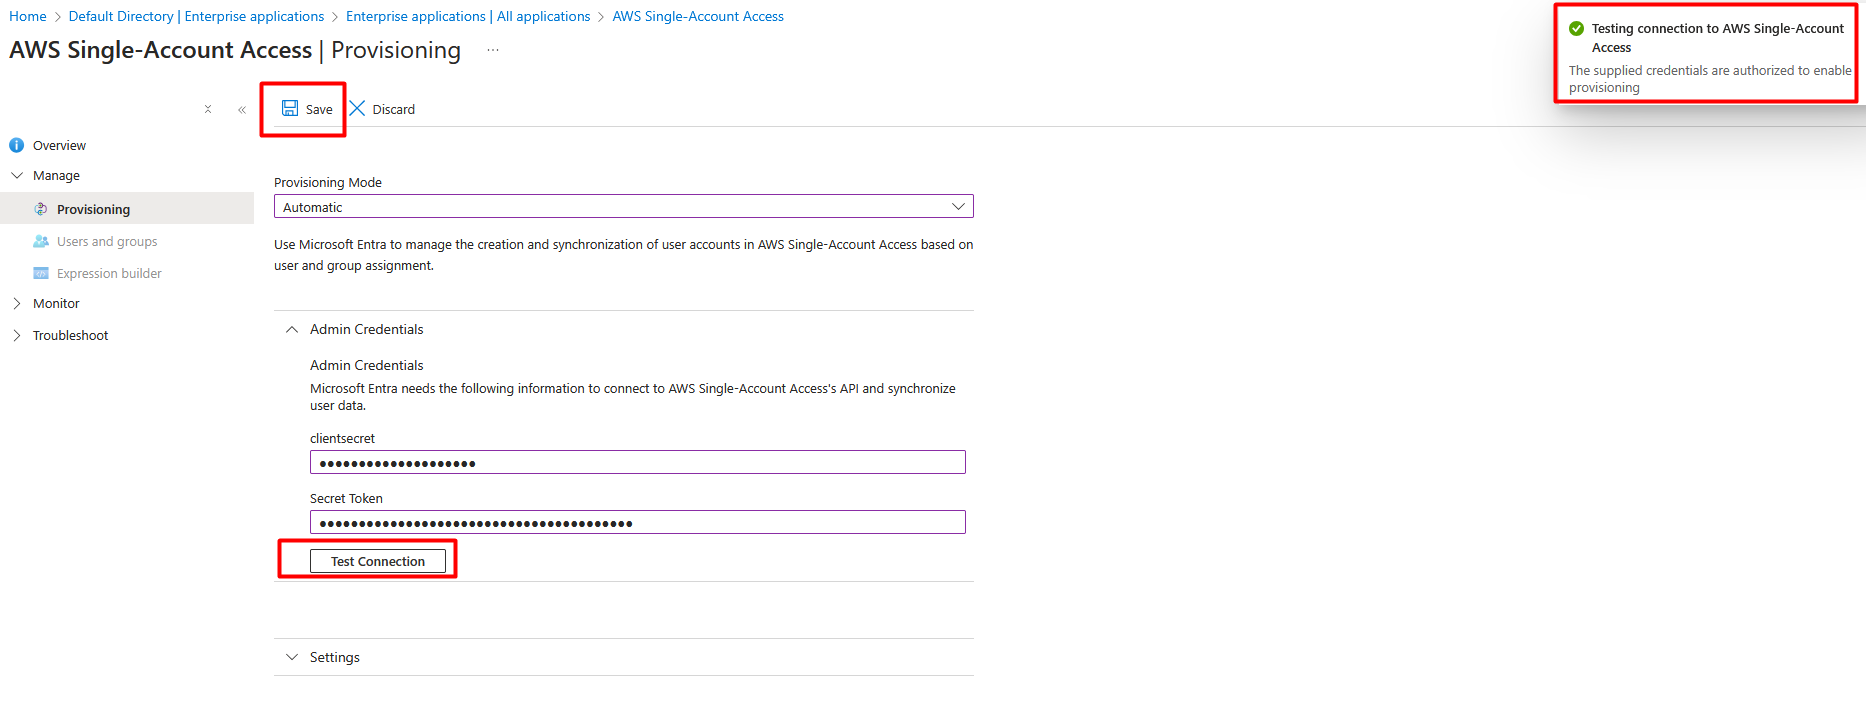 Home > Default Directory | Enterprise applications > Enterprise applications | All applications > AWS Single-Account Access
AWS Single-Account Access | Provisioning ...
Testing connection to AWS Single-Account
Access
The supplied credentials are authorized to enable
provisioning
Save
Discard
Overview
Manage
Provisioning
Users and groups
Expression builder
Monitor
Troubleshoot
Provisioning Mode
Automatic
Use Microsoft Entra to manage the creation and synchronization of user accounts in AWS Single-Account Access based on
user and group assignment.
Admin Credentials
Admin Credentials
Microsoft Entra needs the following information to connect to AWS Single-Account Access's API and synchronize
user data.
clientsecret
●●●●●●●●●●●●●●●●●●●●
Secret Token
●●●●●●●●●●●●●●●●●●●●●●●●●●●●●●●●●●●●●●●●
Test Connection
Settings